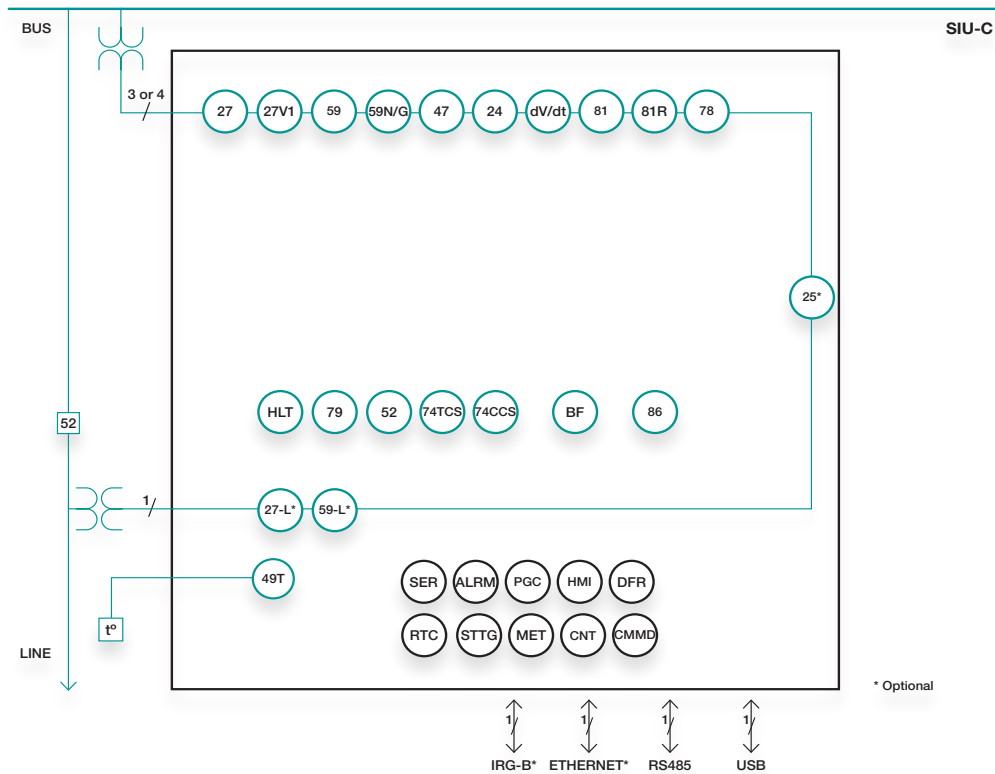 BUS
SIU-C
3 or 4
27 27V1 59 59N/G 47 24 dV/dt 81 81R 78
25*
HLT 79 52 74TCS 74CCS BF 86
52
1
27-L* 59-L*
49T
SER ALRM PGC HMI DFR
tº
RTC STTG MET CNT CMMD
LINE
* Optional
1 1 1 1
IRG-B* ETHERNET* RS485 USB